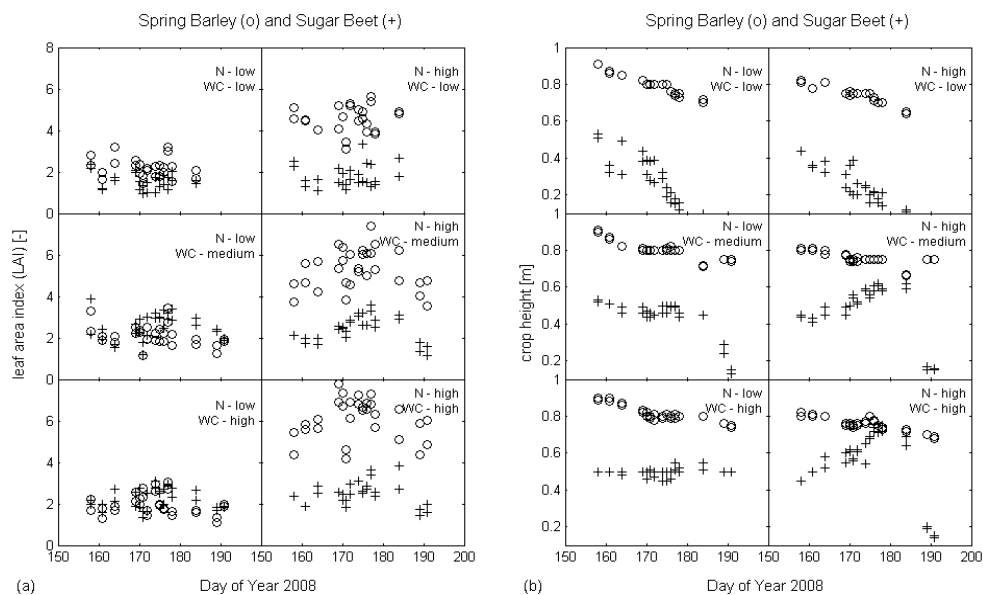 Spring Barley (o) and Sugar Beet (+)
8
6
4
2
0
6
4
2
0
6
4
2
0
leaf area index (LAI) [-]
N - low
WC - low
N - high
WC - low
N - low
WC - medium
N - high
WC - medium
N - low
WC - high
N - high
WC - high
150 160 170 180 190 200 160 170 180 190 200
(a)
Day of Year 2008
Spring Barley (o) and Sugar Beet (+)
1
0.8
0.6
0.4
0.2
1
0.8
0.6
0.4
0.2
1
0.8
0.6
0.4
0.2
crop height [m]
N - low
WC - low
N - high
WC - low
N - low
WC - medium
N - high
WC - medium
N - low
WC - high
N - high
WC - high
150 160 170 180 190 200 160 170 180 190 200
(b)
Day of Year 2008